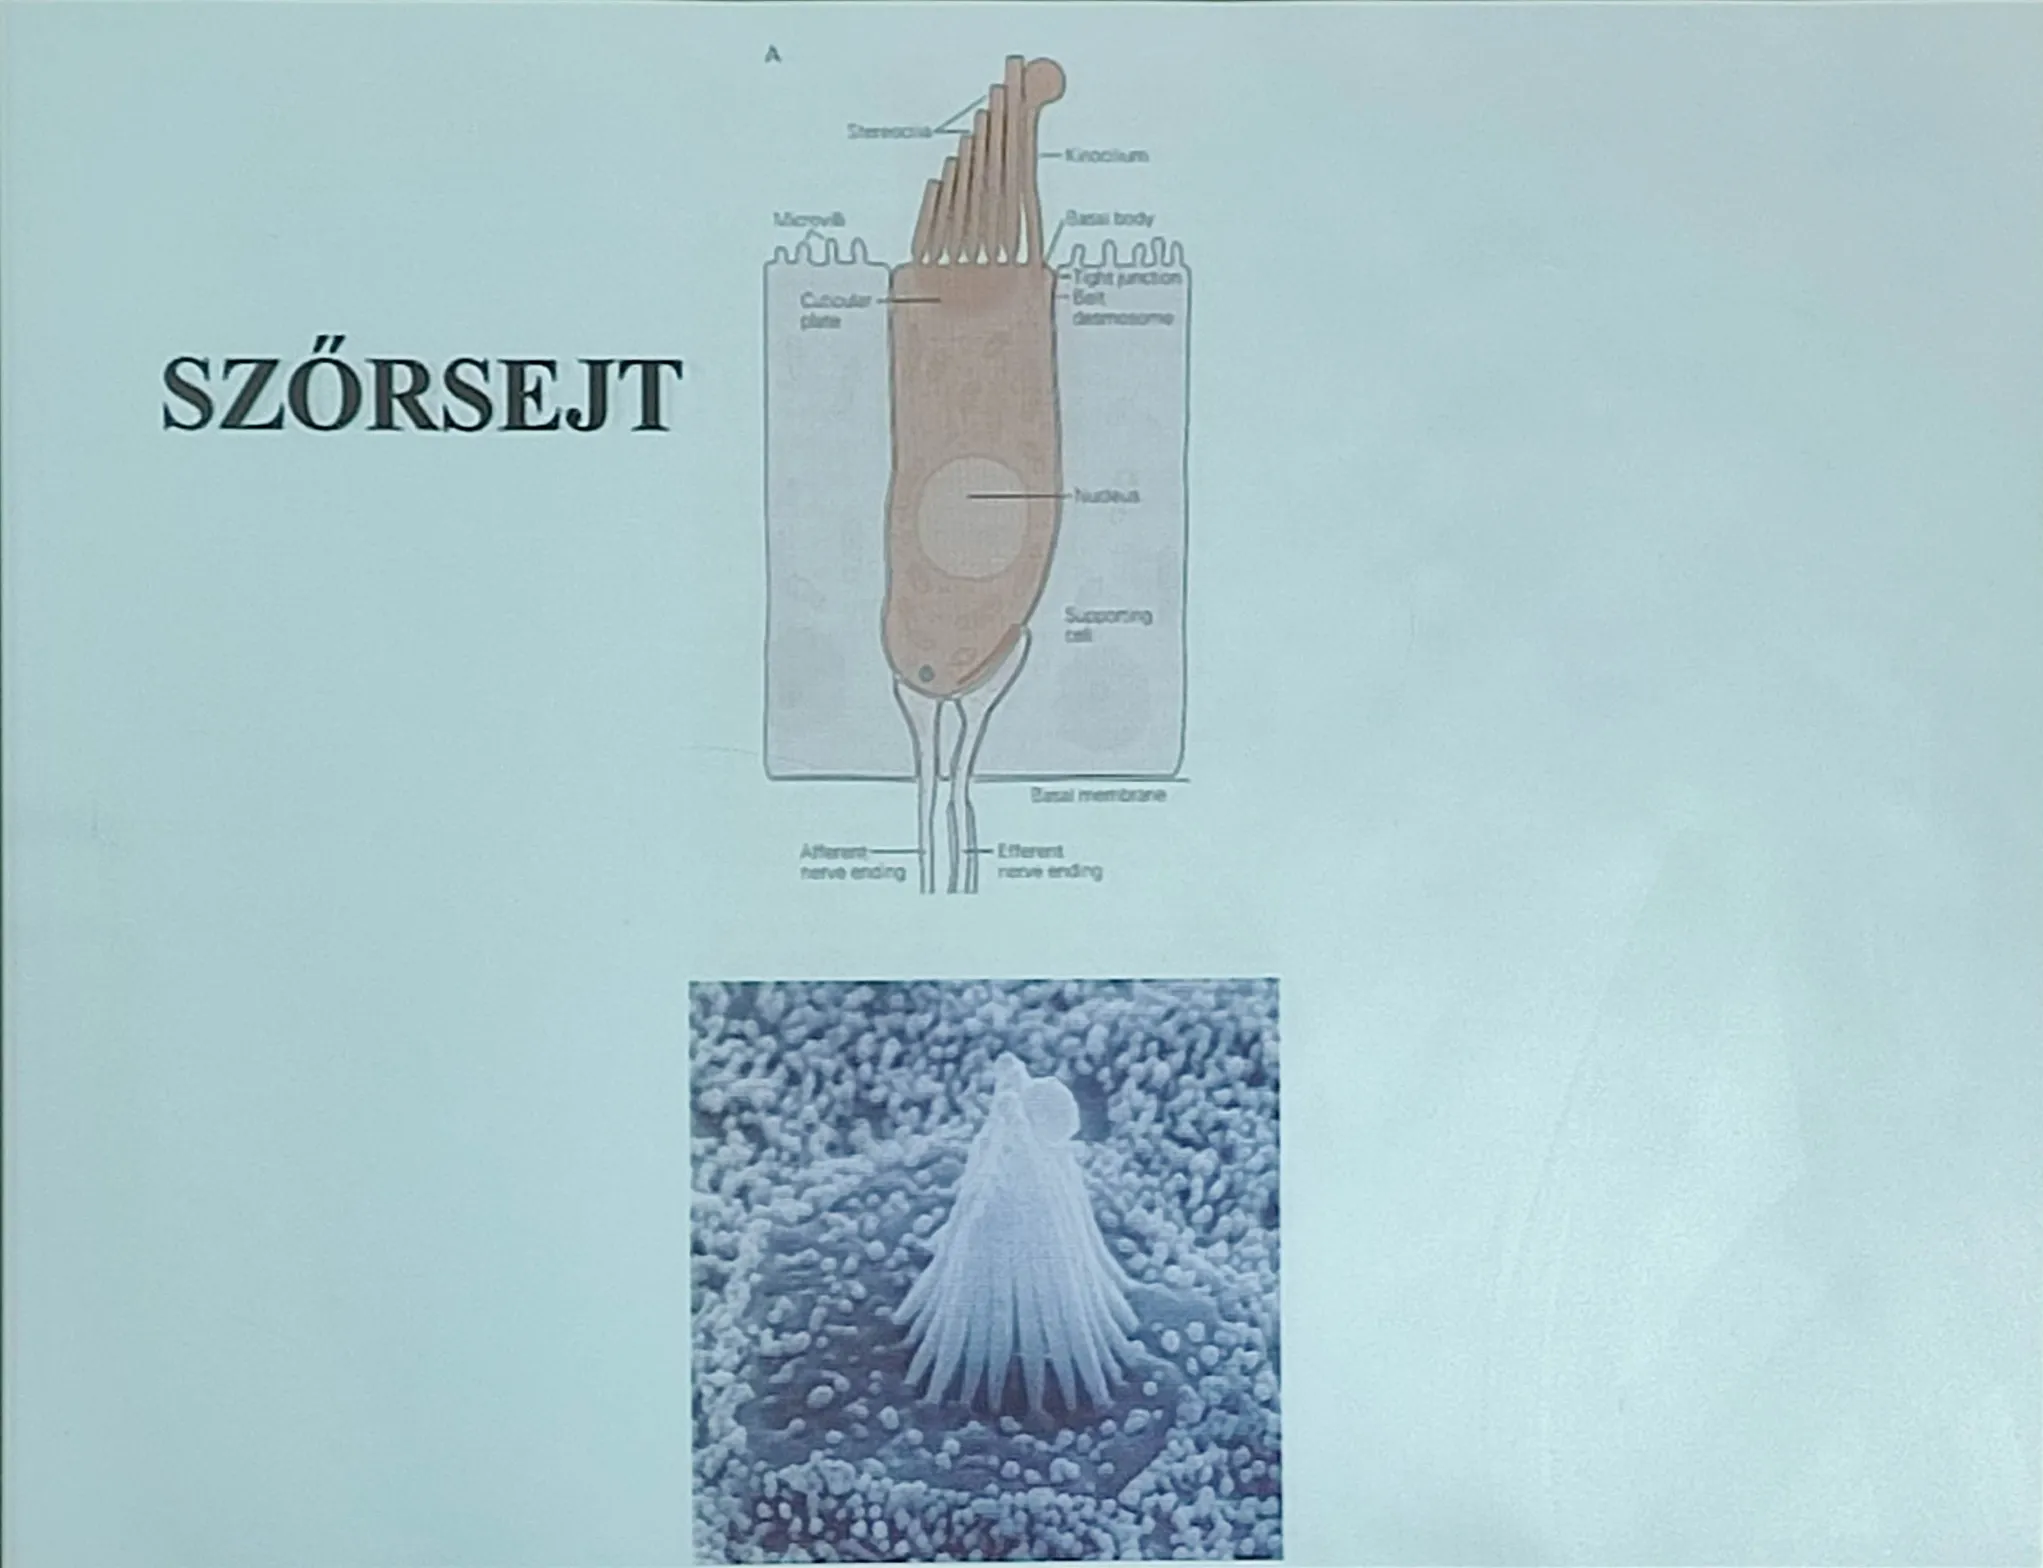 A
Stereocilia
Kinocilium
Microvilli
Basal body
Tight junction
Cuticular
plate
Belt
desmosome
SZŐRSEJT
Nucleus
Supporting
cell
Basal membrane
Afferent
nerve ending
Efferent
nerve ending